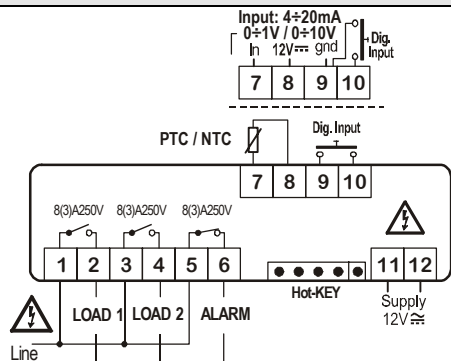 Input: 4÷20mA
0÷1V / 0÷10V
In 12V⎓ gnd
Dig. Input
7 8 9 10
PTC / NTC
Dig. Input
7 8 9 10
8(3)A250V 8(3)A250V 8(3)A250V
1 2 3 4 5 6
11 12
Hot-KEY
LOAD 1 LOAD 2 ALARM
Supply
12V≅
Line